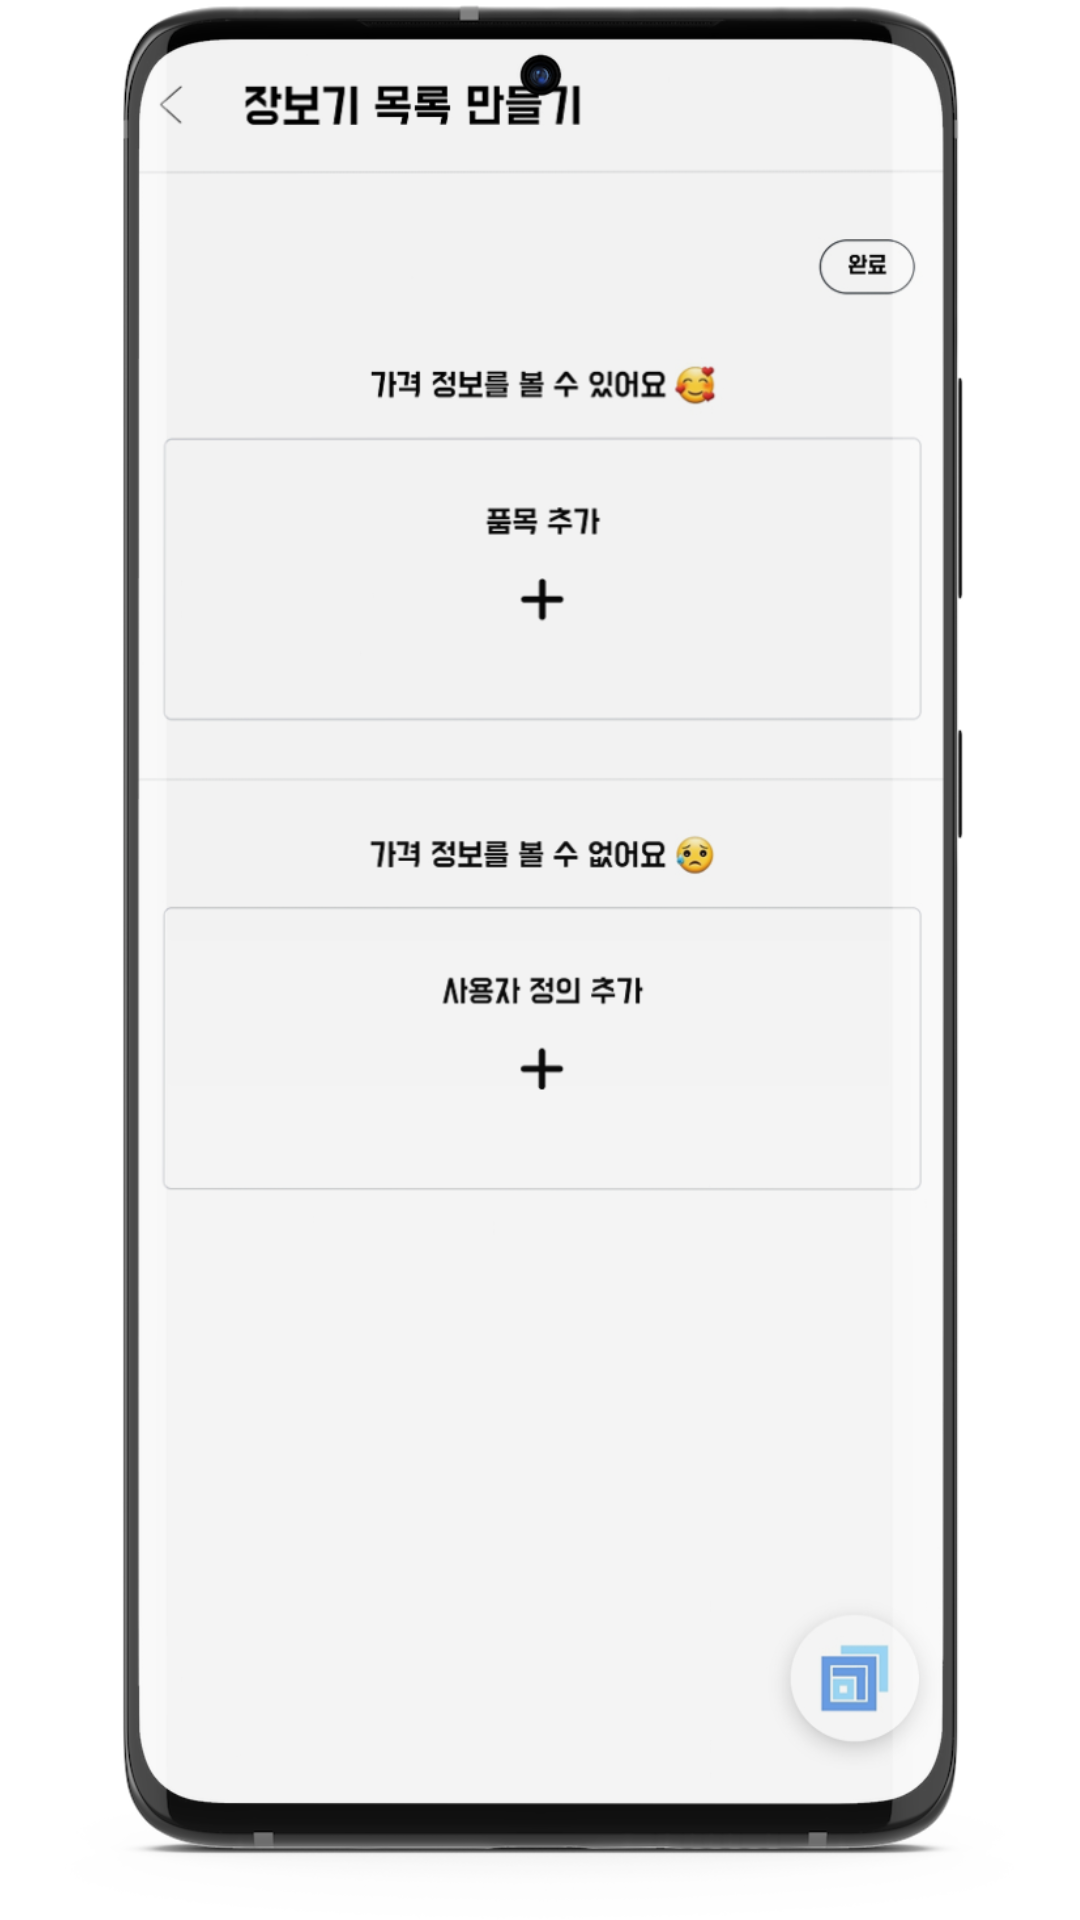 장보기 목록 만들기
완료
가격 정보를 볼 수 있어요 🥰
품목 추가
가격 정보를 볼 수 없어요 😥
사용자 정의 추가